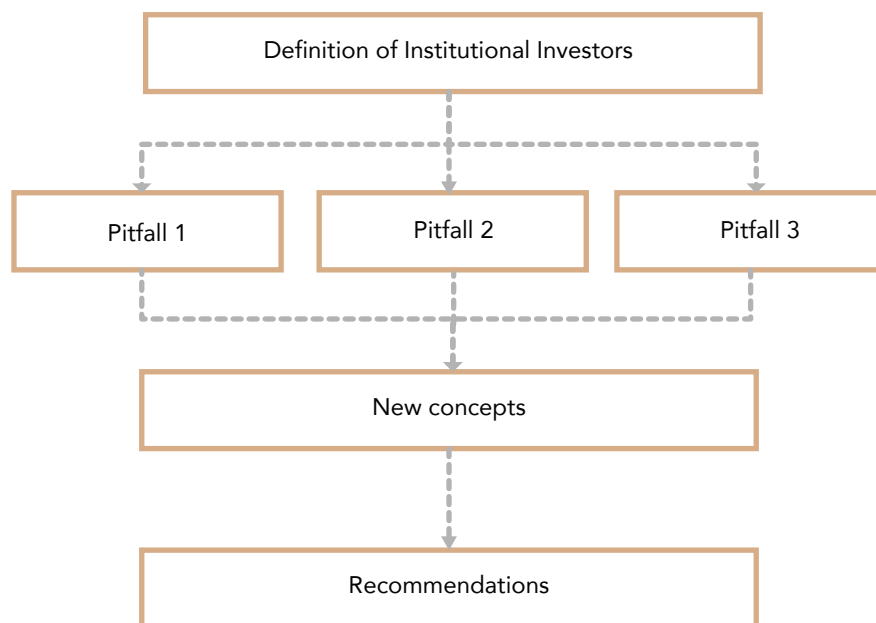 Definition of Institutional Investors
Pitfall 1
Pitfall 2
Pitfall 3
New concepts
Recommendations